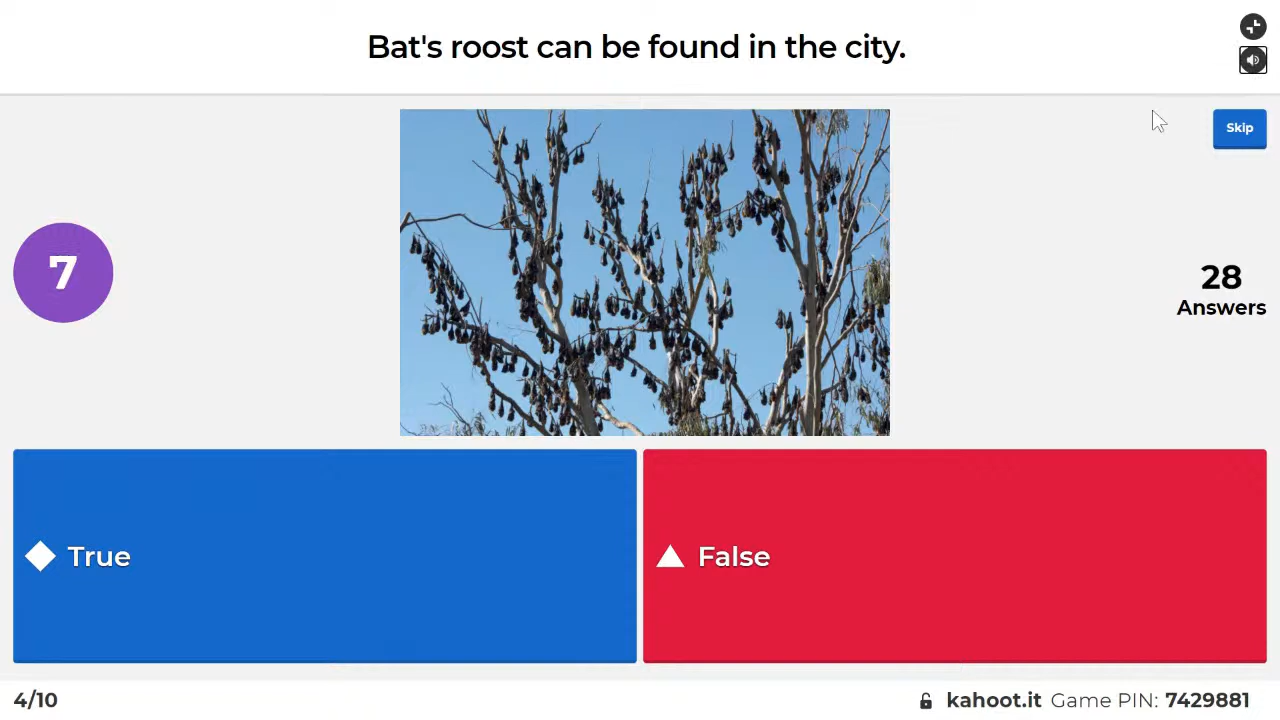 Bat's roost can be found in the city.
Skip
7
28
Answers
True
False
4/10
kahoot.it Game PIN: 7429881